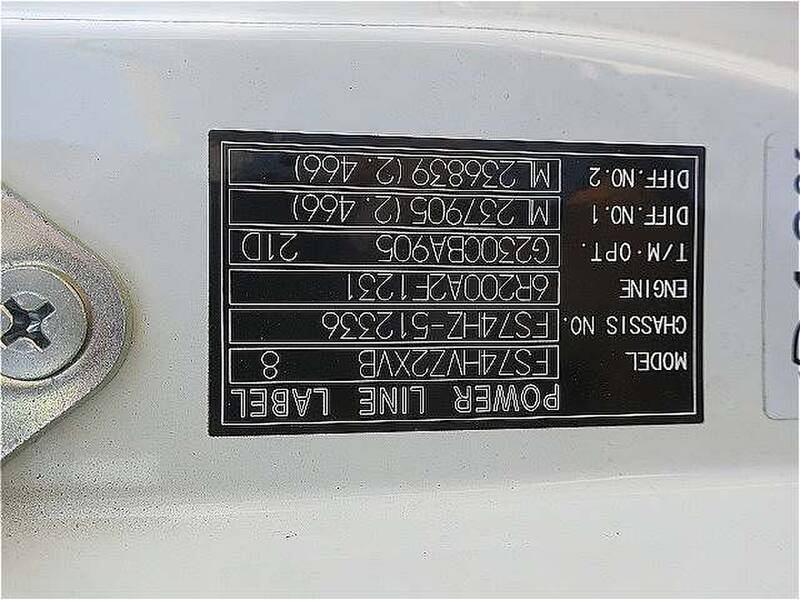 POWER LINE LABEL
MODEL FS74HVZ2XVB 8
CHASSIS NO. FS74HZ-512336
ENGINE 6R200A2F1231
T/M·OPT. G230CBA905 21D
DIFF.NO.1 ML237905(2.466)
DIFF.NO.2 ML236839(2.466)